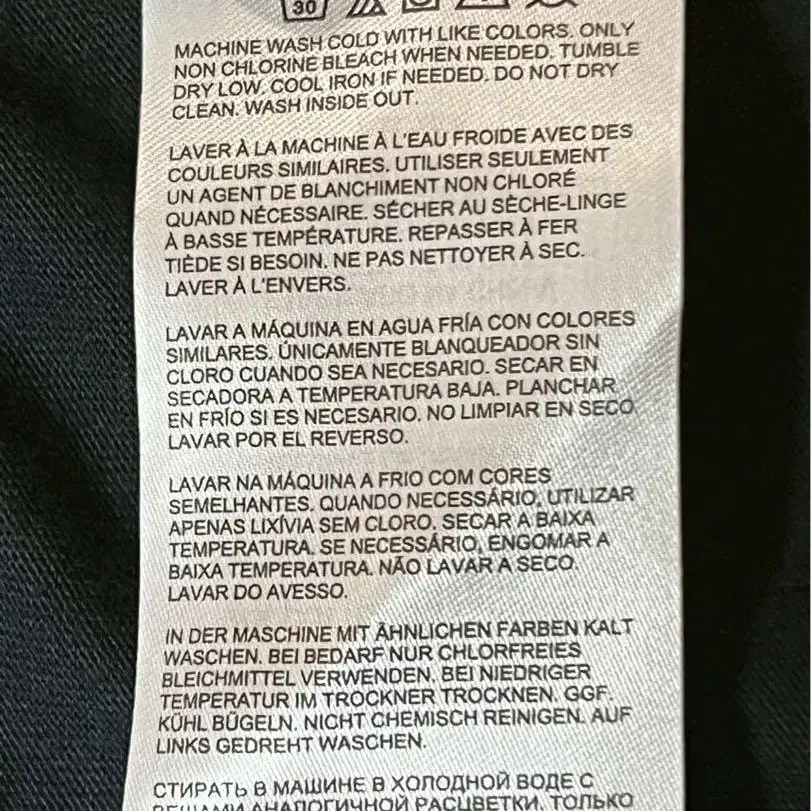 30
MACHINE WASH COLD WITH LIKE COLORS. ONLY
NON CHLORINE BLEACH WHEN NEEDED. TUMBLE
DRY LOW. COOL IRON IF NEEDED. DO NOT DRY
CLEAN. WASH INSIDE OUT.
LAVER À LA MACHINE À L'EAU FROIDE AVEC DES
COULEURS SIMILAIRES. UTILISER SEULEMENT
UN AGENT DE BLANCHIMENT NON CHLORÉ
QUAND NÉCESSAIRE. SÉCHER AU SÈCHE-LINGE
À BASSE TEMPÉRATURE. REPASSER À FER
TIÈDE SI BESOIN. NE PAS NETTOYER À SEC.
LAVER À L'ENVERS.
LAVAR A MÁQUINA EN AGUA FRÍA CON COLORES
SIMILARES. ÚNICAMENTE BLANQUEADOR SIN
CLORO CUANDO SEA NECESARIO. SECAR EN
SECADORA A TEMPERATURA BAJA. PLANCHAR
EN FRÍO SI ES NECESARIO. NO LIMPIAR EN SECO.
LAVAR POR EL REVERSO.
LAVAR NA MÁQUINA A FRIO COM CORES
SEMELHANTES. QUANDO NECESSÁRIO, UTILIZAR
APENAS LIXÍVIA SEM CLORO. SECAR A BAIXA
TEMPERATURA. SE NECESSÁRIO, ENGOMAR A
BAIXA TEMPERATURA. NÃO LAVAR A SECO.
LAVAR DO AVESSO.
IN DER MASCHINE MIT ÄHNLICHEN FARBEN KALT
WASCHEN. BEI BEDARF NUR CHLORFREIES
BLEICHMITTEL VERWENDEN. BEI NIEDRIGER
TEMPERATUR IM TROCKNER TROCKNEN. GGF.
KÜHL BÜGELN. NICHT CHEMISCH REINIGEN. AUF
LINKS GEDREHT WASCHEN.
СТИРАТЬ В МАШИНЕ В ХОЛОДНОЙ ВОДЕ С
ВЕЩАМИ АНАЛОГИЧНОЙ РАСЦВЕТКИ. ТОЛЬКО